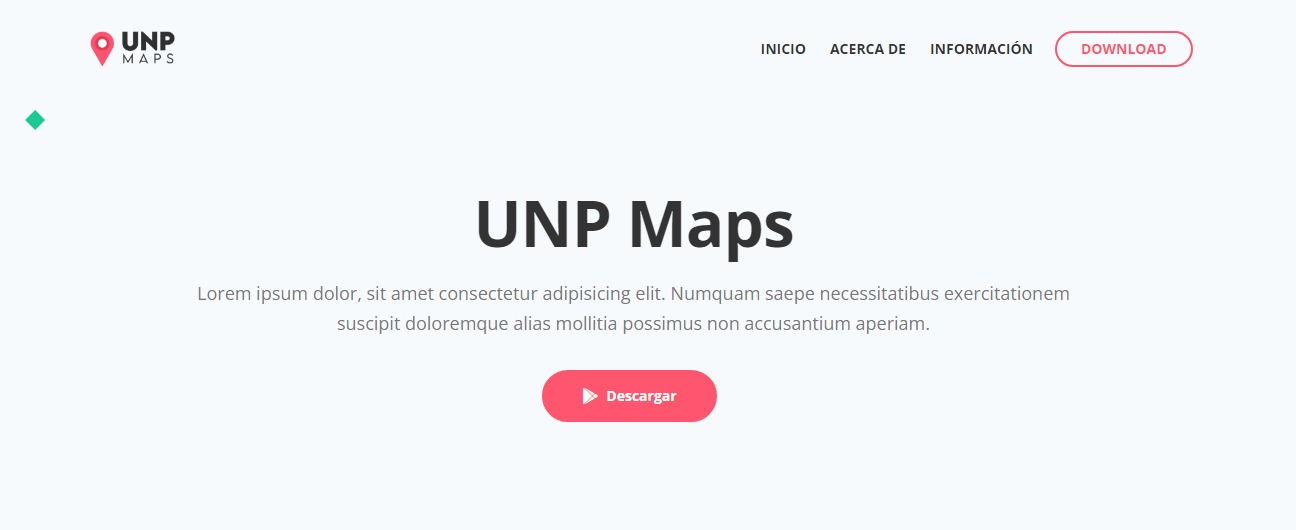 UNP
MAPS
INICIO ACERCA DE INFORMACIÓN DOWNLOAD
UNP Maps
Lorem ipsum dolor, sit amet consectetur adipisicing elit. Numquam saepe necessitatibus exercitationem
suscipit doloremque alias mollitia possimus non accusantium aperiam.
Descargar